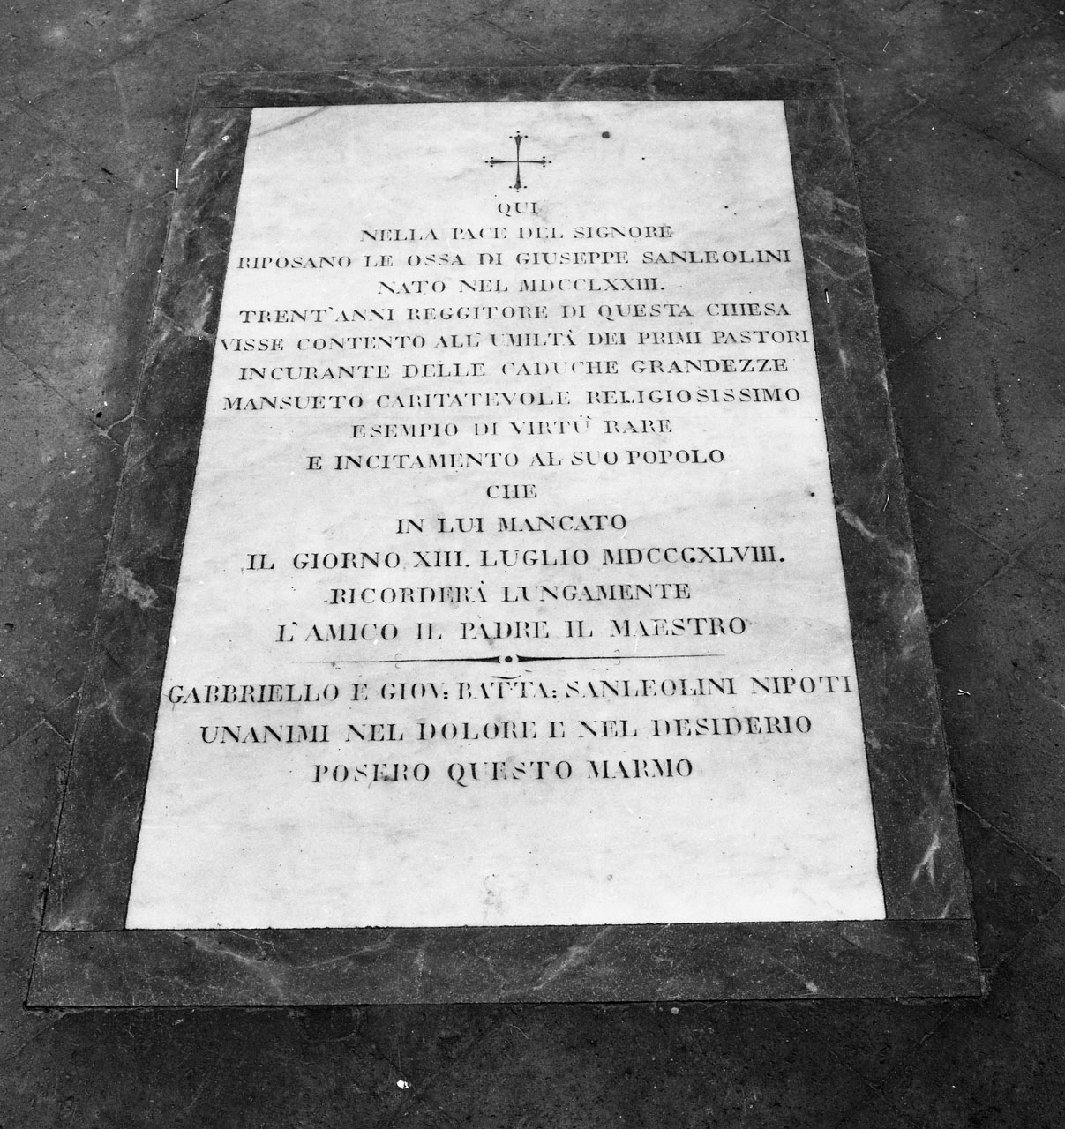 QUI
NELLA PACE DEL SIGNORE
RIPOSANO LE OSSA DI GIUSEPPE SANLEOLINI
NATO NEL MDCCLXXIII.
TRENT'ANNI REGGITORE DI QUESTA CHIESA
VISSE CONTENTO ALL'UMILTÀ DEI PRIMI PASTORI
INCURANTE DELLE CADUCHE GRANDEZZE
MANSUETO CARITATEVOLE RELIGIOSISSIMO
ESEMPIO DI VIRTÙ RARE
E INCITAMENTO AL SUO POPOLO
CHE
IN LUI MANCATO
IL GIORNO XIII. LUGLIO MDCCCXLVIII.
RICORDERÀ LUNGAMENTE
L'AMICO IL PADRE IL MAESTRO
GABBRIELLO E GIOV: BATTA: SANLEOLINI NIPOTI
UNANIMI NEL DOLORE E NEL DESIDERIO
POSERO QUESTO MARMO